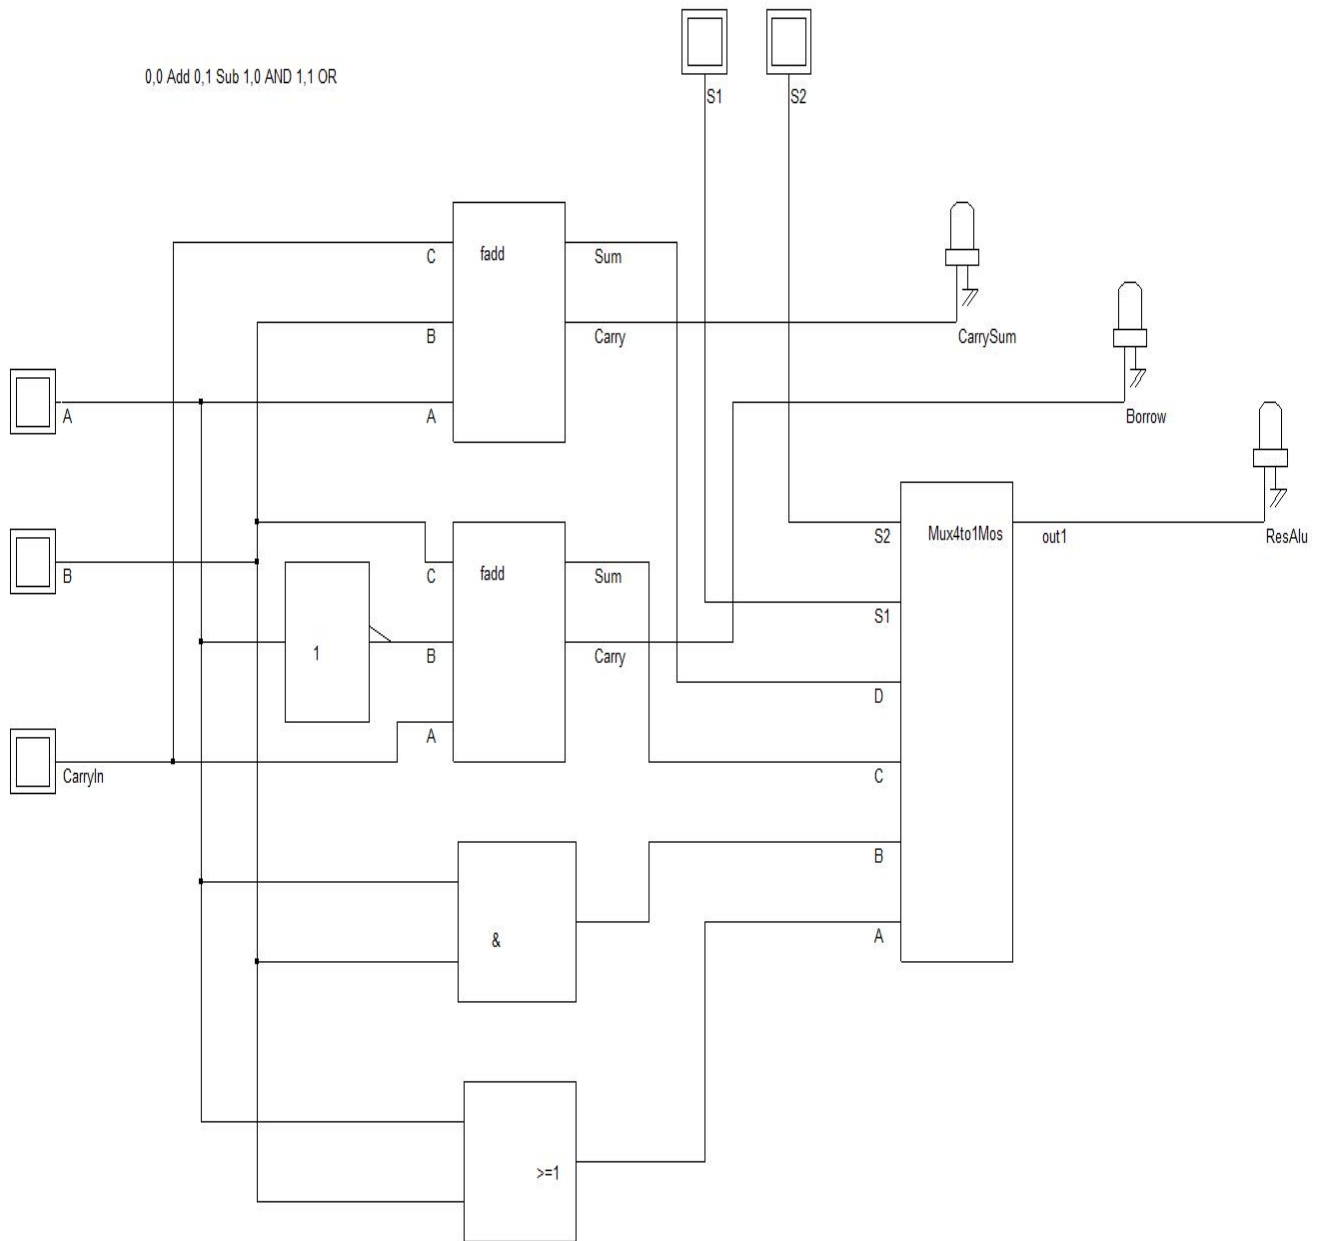 0,0 Add 0,1 Sub 1,0 AND 1,1 OR
S1
S2
C
fadd
Sum
B
Carry
CarrySum
A
A
Borrow
S2
Mux4to1Mos
out1
ResAlu
B
C
fadd
Sum
S1
1
B
Carry
D
A
CarryIn
C
B
&
A
>=1